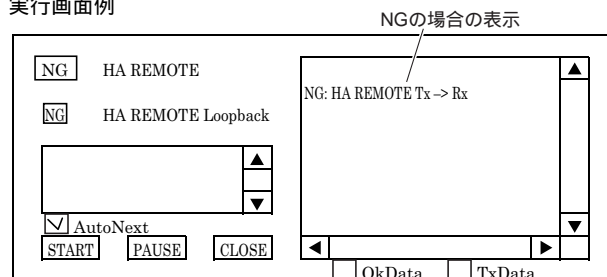 実行画面例
NGの場合の表示
NG HA REMOTE
NG HA REMOTE Loopback
NG: HA REMOTE Tx –> Rx
AutoNext
START PAUSE CLOSE
OkData TxData